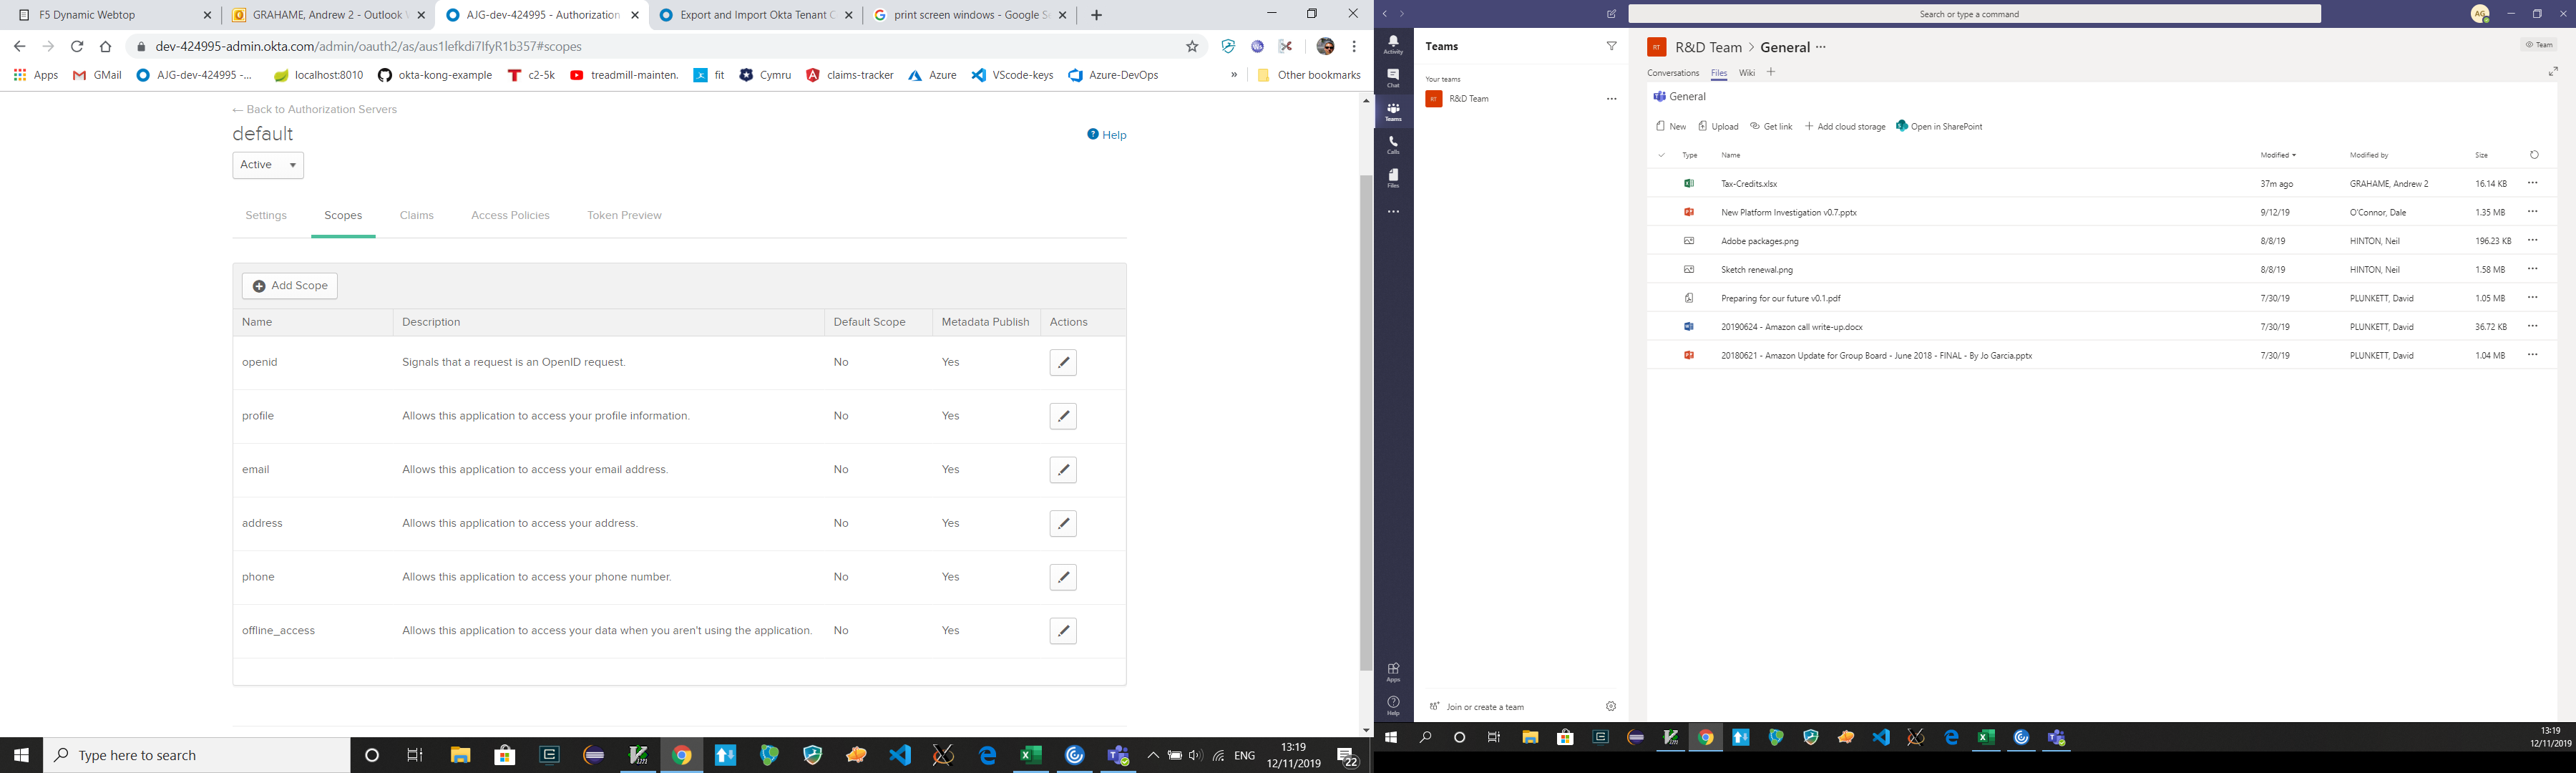 F5 Dynamic Webtop
GRAHAME, Andrew 2 - Outlook
AJG-dev-424995 - Authorization
Export and Import Okta Tenant
print screen windows - Google S
dev-424995-admin.okta.com/admin/oauth2/as/aus1lefkdi7lfyR1b357#scopes
Apps GMail AJG-dev-424995 -... localhost:8010 okta-kong-example c2-5k treadmill-mainten. fit Cymru claims-tracker Azure VScode-keys Azure-DevOps » Other bookmarks
← Back to Authorization Servers
default
Help
Active
Settings Scopes Claims Access Policies Token Preview
Add Scope
Name Description Default Scope Metadata Publish Actions
openid Signals that a request is an OpenID request. No Yes
profile Allows this application to access your profile information. No Yes
email Allows this application to access your email address. No Yes
address Allows this application to access your address. No Yes
phone Allows this application to access your phone number. No Yes
offline_access Allows this application to access your data when you aren't using the application. No Yes
Type here to search
ENG
13:19
12/11/2019
22
Search or type a command
AG
Activity
Chat
Teams
Calls
Files
Apps
Help
Teams
Your teams
RT R&D Team
Join or create a team
RT R&D Team > General
Team
Conversations Files Wiki
General
New Upload Get link Add cloud storage Open in SharePoint
Type Name Modified Modified by Size
Tax-Credits.xlsx 37m ago GRAHAME, Andrew 2 16.14 KB
New Platform Investigation v0.7.pptx 9/12/19 O'Connor, Dale 1.35 MB
Adobe packages.png 8/8/19 HINTON, Neil 196.23 KB
Sketch renewal.png 8/8/19 HINTON, Neil 1.58 MB
Preparing for our future v0.1.pdf 7/30/19 PLUNKETT, David 1.05 MB
20190624 - Amazon call write-up.docx 7/30/19 PLUNKETT, David 36.72 KB
20180621 - Amazon Update for Group Board - June 2018 - FINAL - By Jo Garcia.pptx 7/30/19 PLUNKETT, David 1.04 MB
13:19
12/11/2019